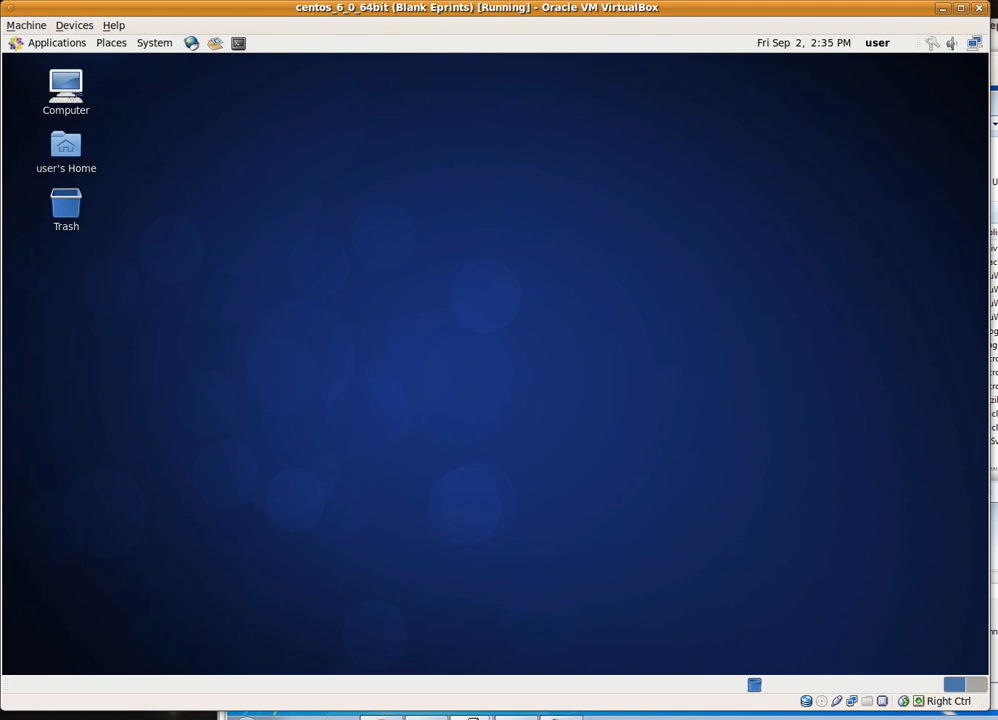 centos_6_0_64bit (Blank Eprints) [Running] - Oracle VM VirtualBox
Machine Devices Help
Applications Places System Fri Sep 2, 2:35 PM user
Computer
user's Home
Trash
Right Ctrl